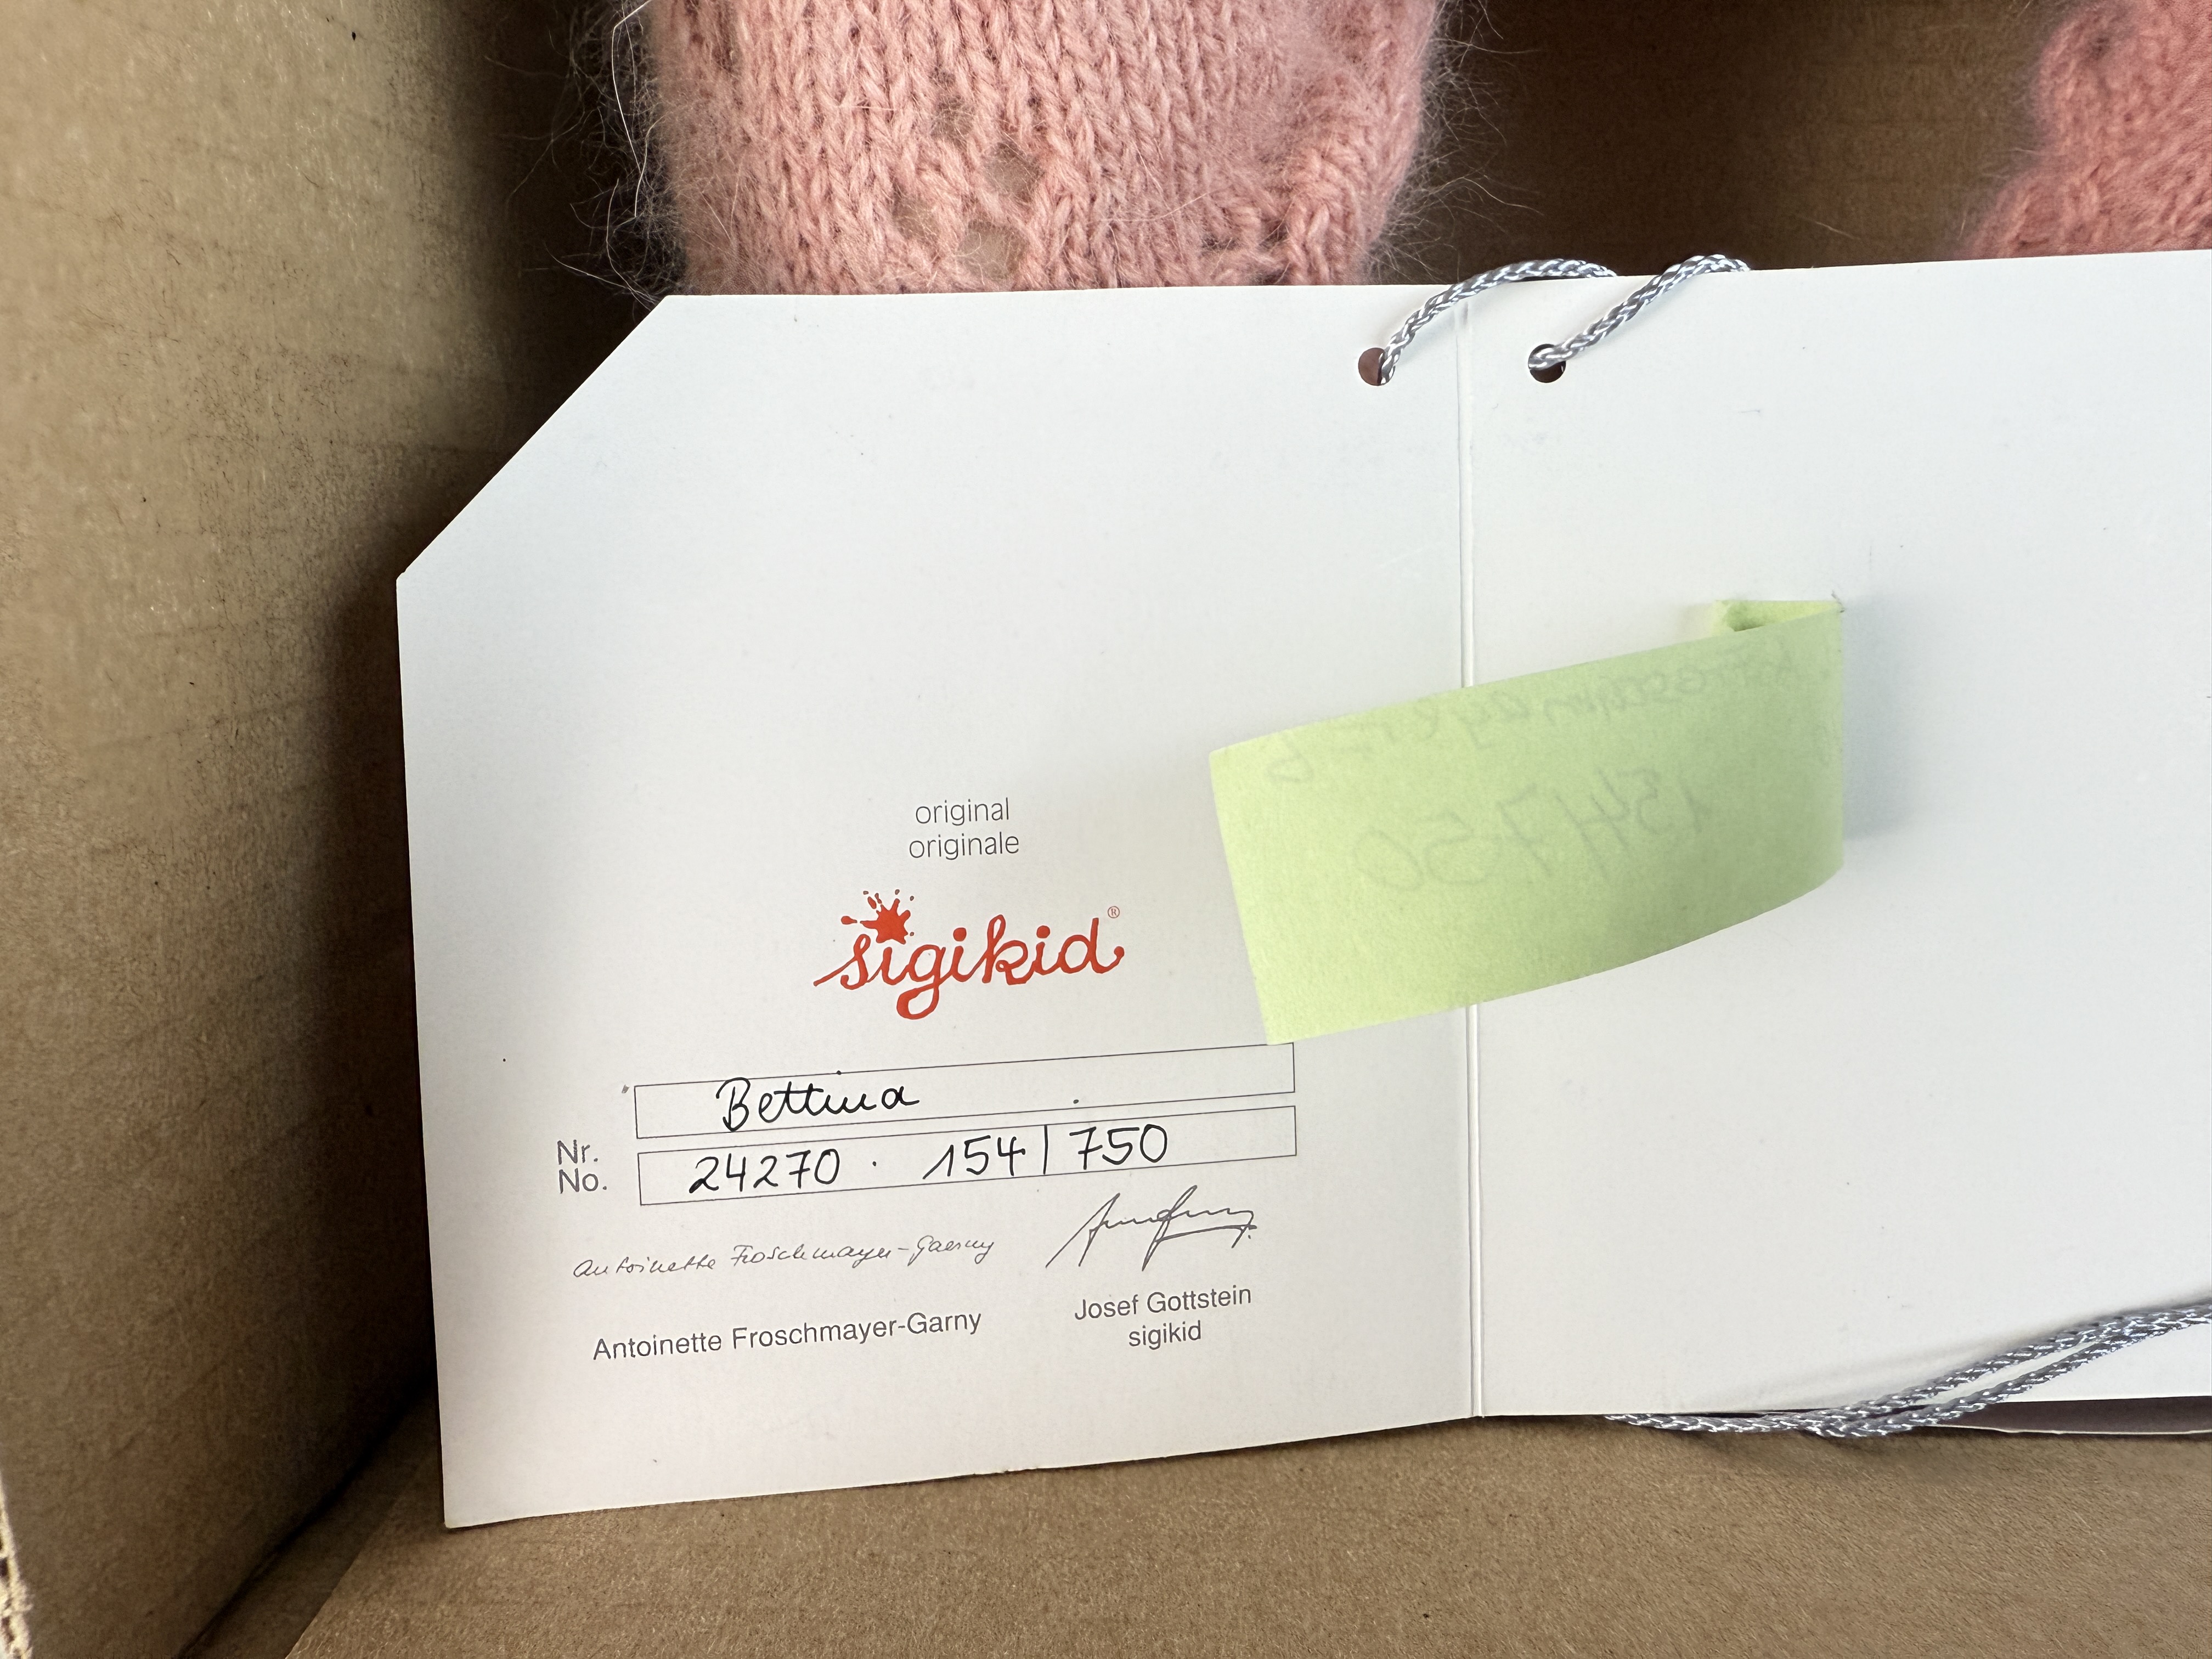 original
originale
sigikid®
Bettina
Nr.
No.
24270 · 154/750
Antoinette Froschmayer-Garny
Antoinette Froschmayer-Garny
Josef Gottstein
sigikid